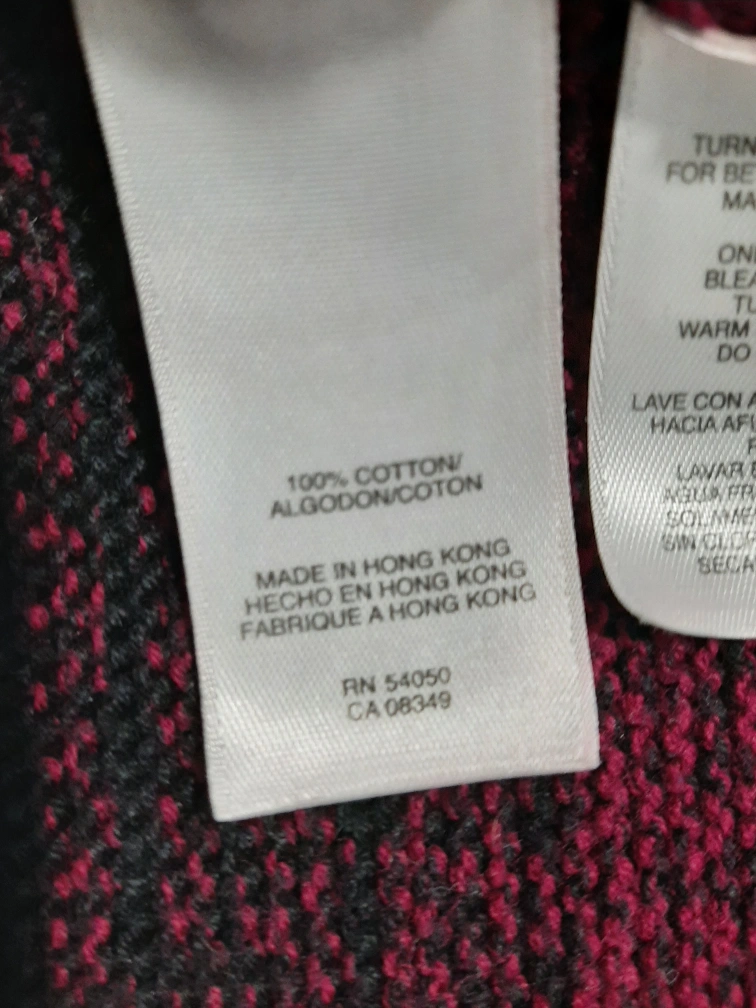 100% COTTON/
ALGODON/COTON
MADE IN HONG KONG
HECHO EN HONG KONG
FABRIQUE A HONG KONG
RN 54050
CA 08349
TURN
FOR BE
MA
ON
BLEA
TU
WARM
DO
LAVE CON A
HACIA AFU
LAVAR
AGUA FR
SOLAME
SIN CLO
SECA